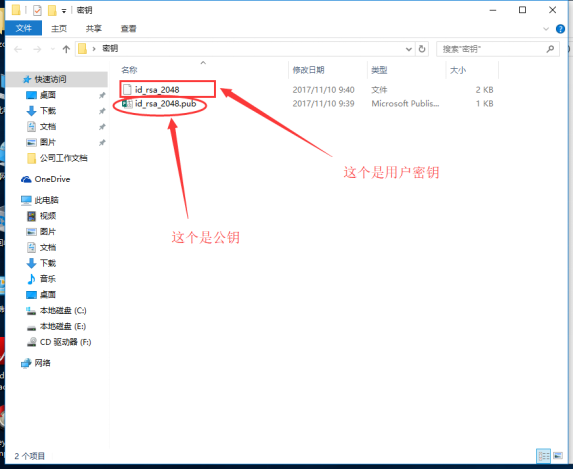 密钥
文件 主页 共享 查看
密钥 搜索"密钥"
名称 修改日期 类型 大小
快速访问
id_rsa_2048 2017/11/10 9:40 文件 2 KB
桌面
id_rsa_2048.pub 2017/11/10 9:39 Microsoft Publis... 1 KB
下载
文档
图片
公司工作文档
这个是用户密钥
OneDrive
此电脑
视频
图片
这个是公钥
文档
下载
音乐
桌面
本地磁盘 (C:)
本地磁盘 (E:)
CD 驱动器 (F:)
网络
2 个项目